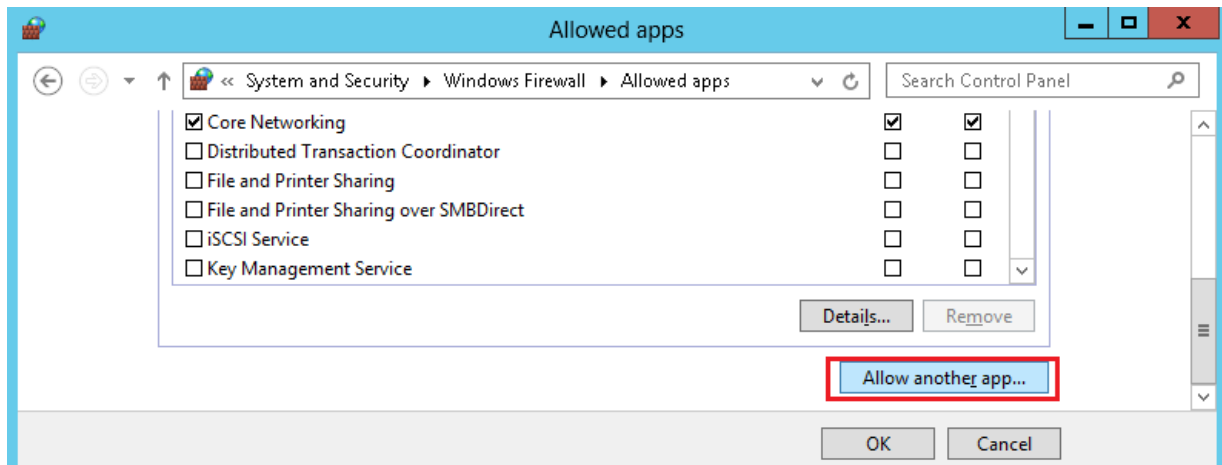 Allowed apps
« System and Security ▸ Windows Firewall ▸ Allowed apps
Search Control Panel
Core Networking
Distributed Transaction Coordinator
File and Printer Sharing
File and Printer Sharing over SMBDirect
iSCSI Service
Key Management Service
Details... Remove
Allow another app...
OK Cancel